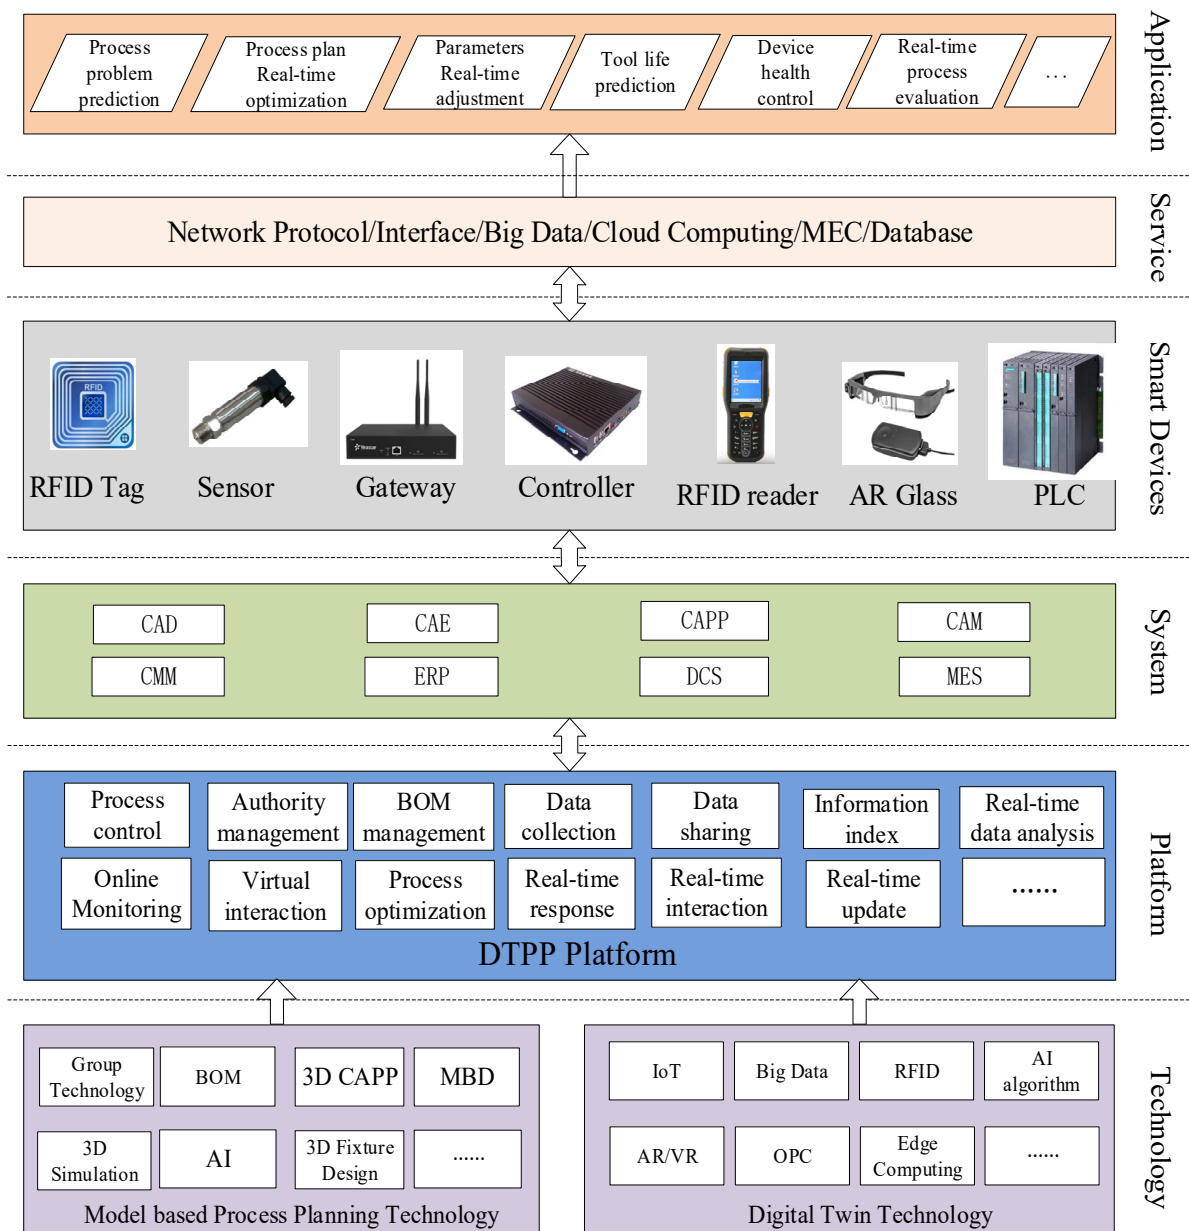 Process
problem
prediction
Process plan
Real-time
optimization
Parameters
Real-time
adjustment
Tool life
prediction
Device
health
control
Real-time
process
evaluation
...
Application
Network Protocol/Interface/Big Data/Cloud Computing/MEC/Database
Service
RFID
Yeastar
RFID Tag
Sensor
Gateway
Controller
RFID reader
AR Glass
PLC
Smart Devices
CAD
CAE
CAPP
CAM
CMM
ERP
DCS
MES
System
Process
control
Authority
management
BOM
management
Data
collection
Data
sharing
Information
index
Real-time
data analysis
Online
Monitoring
Virtual
interaction
Process
optimization
Real-time
response
Real-time
interaction
Real-time
update
......
DTPP Platform
Platform
Group
Technology
BOM
3D CAPP
MBD
3D
Simulation
AI
3D Fixture
Design
......
Model based Process Planning Technology
IoT
Big Data
RFID
AI
algorithm
AR/VR
OPC
Edge
Computing
......
Digital Twin Technology
Technology